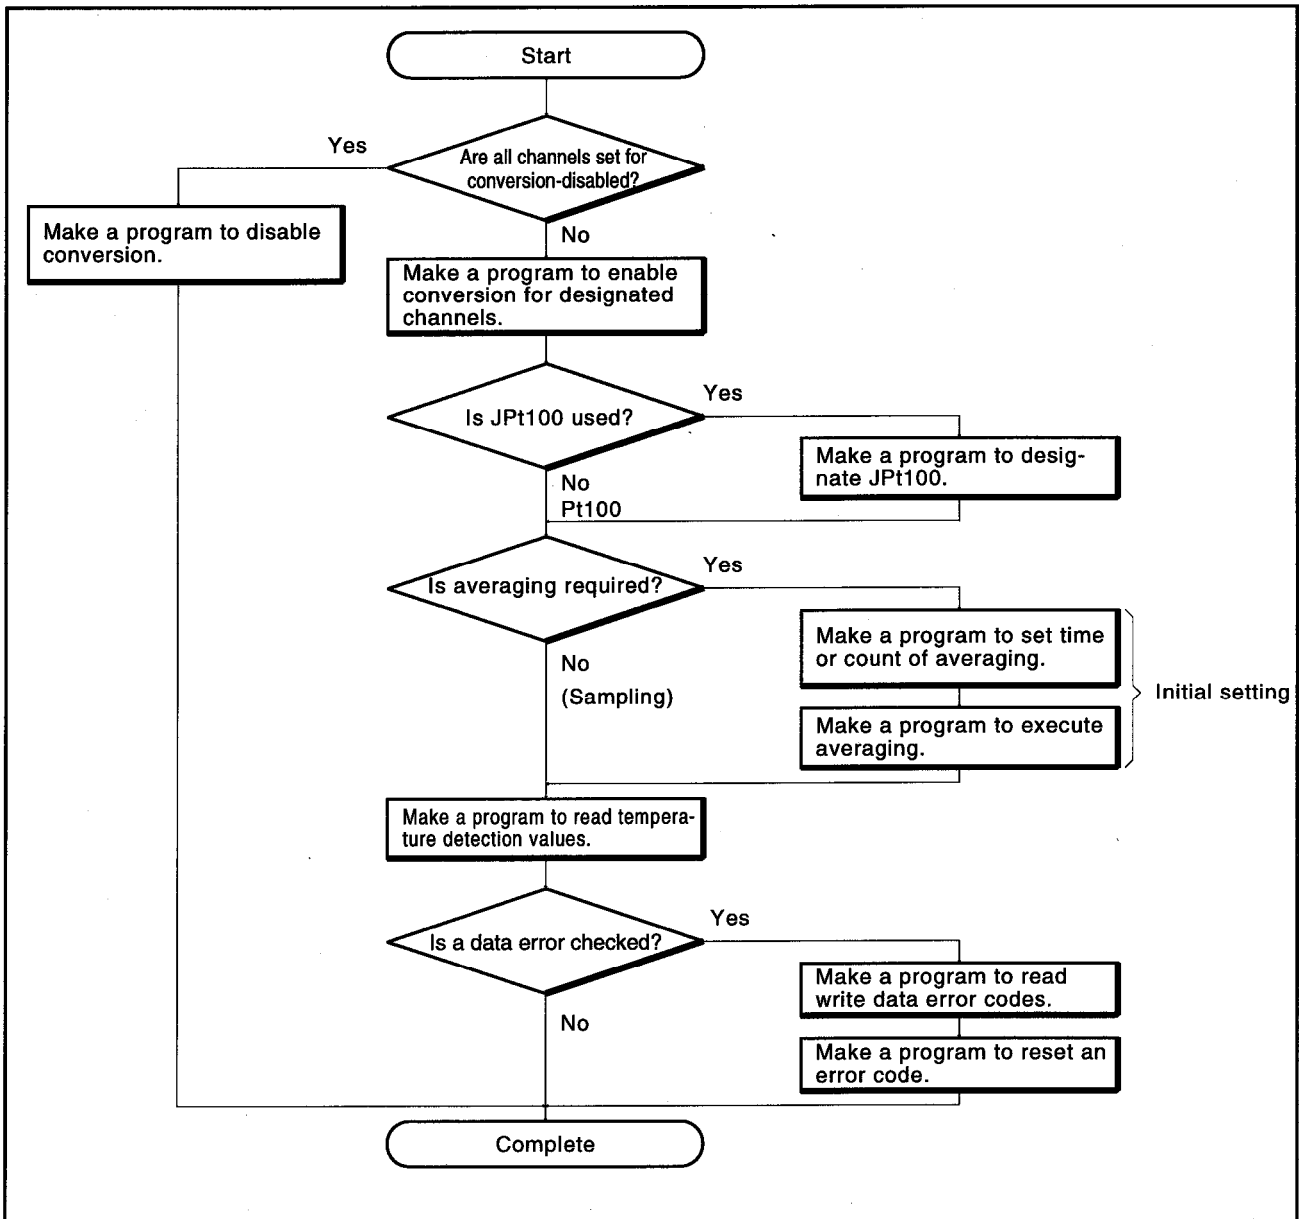 Start
Yes
Are all channels set for
conversion-disabled?
Make a program to disable
conversion.
No
Make a program to enable
conversion for designated
channels.
Yes
Is JPt100 used?
Make a program to desig-
nate JPt100.
No
Pt100
Yes
Is averaging required?
Make a program to set time
or count of averaging.
No
(Sampling)
Initial setting
Make a program to execute
averaging.
Make a program to read tempera-
ture detection values.
Yes
Is a data error checked?
Make a program to read
write data error codes.
No
Make a program to reset an
error code.
Complete